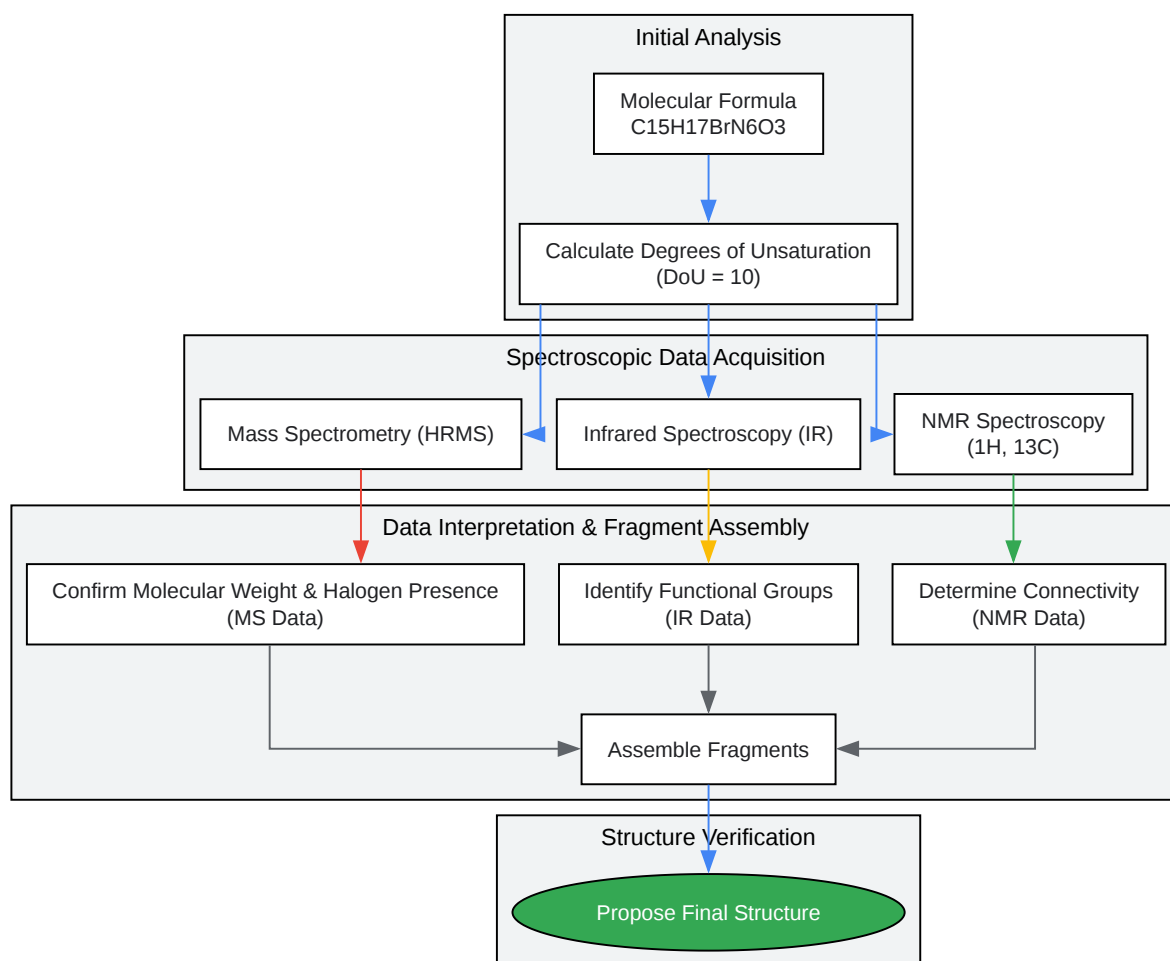 Initial Analysis
Molecular Formula
C15H17BrN6O3
Calculate Degrees of Unsaturation
(DoU = 10)
Spectroscopic Data Acquisition
Mass Spectrometry (HRMS)
Infrared Spectroscopy (IR)
NMR Spectroscopy
(1H, 13C)
Data Interpretation & Fragment Assembly
Confirm Molecular Weight & Halogen Presence
(MS Data)
Identify Functional Groups
(IR Data)
Determine Connectivity
(NMR Data)
Assemble Fragments
Structure Verification
Propose Final Structure